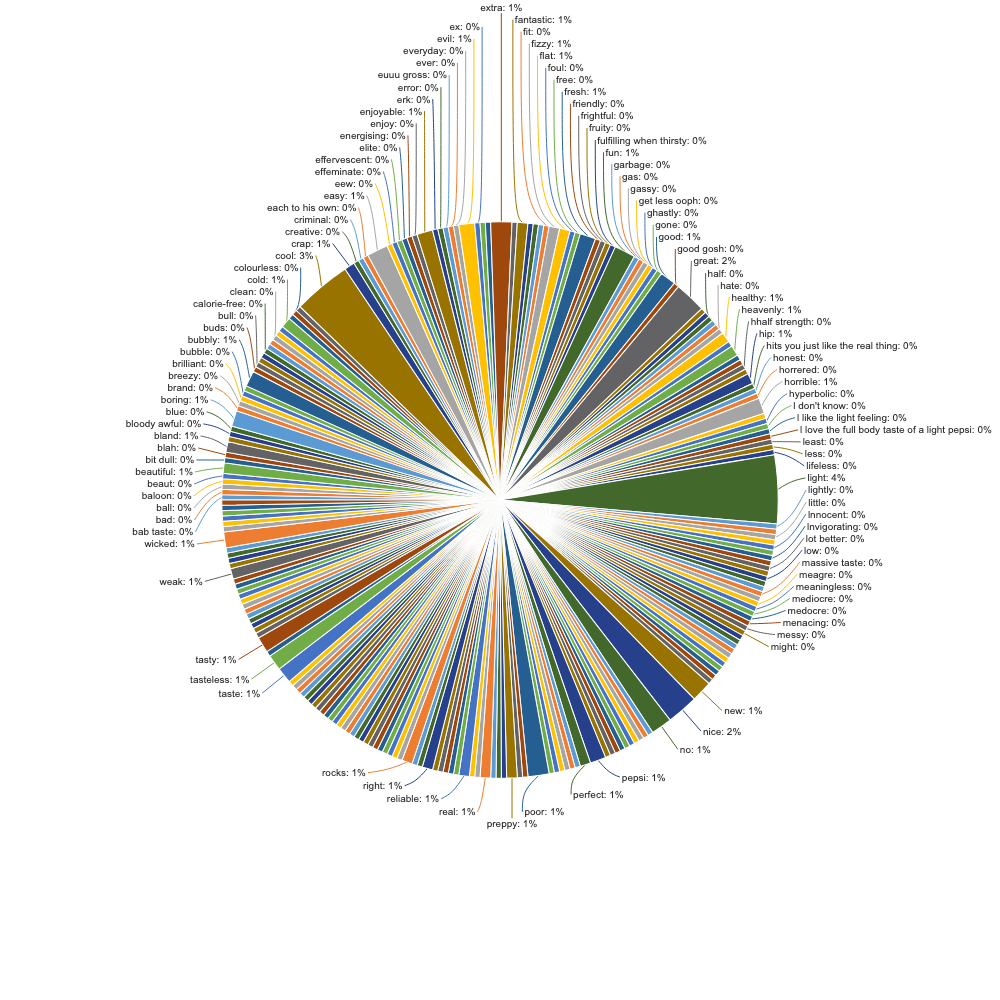 extra: 1%
fantastic: 1%
fit: 0%
fizzy: 1%
flat: 1%
foul: 0%
free: 0%
fresh: 1%
friendly: 0%
frightful: 0%
fruity: 0%
fulfilling when thirsty: 0%
fun: 1%
garbage: 0%
gas: 0%
gassy: 0%
get less ooph: 0%
ghastly: 0%
gone: 0%
good: 1%
good gosh: 0%
great: 2%
half: 0%
hate: 0%
healthy: 1%
heavenly: 1%
hhalf strength: 0%
hip: 1%
hits you just like the real thing: 0%
honest: 0%
horrered: 0%
horrible: 1%
hyperbolic: 0%
I don't know: 0%
I like the light feeling: 0%
I love the full body taste of a light pepsi: 0%
least: 0%
less: 0%
lifeless: 0%
light: 4%
lightly: 0%
little: 0%
Innocent: 0%
Invigorating: 0%
lot better: 0%
low: 0%
massive taste: 0%
meagre: 0%
meaningless: 0%
mediocre: 0%
medocre: 0%
menacing: 0%
messy: 0%
might: 0%
new: 1%
nice: 2%
no: 1%
pepsi: 1%
perfect: 1%
poor: 1%
preppy: 1%
real: 1%
reliable: 1%
right: 1%
rocks: 1%
taste: 1%
tasteless: 1%
tasty: 1%
weak: 1%
wicked: 1%
bab taste: 0%
bad: 0%
ball: 0%
baloon: 0%
beaut: 0%
beautiful: 1%
bit dull: 0%
blah: 0%
bland: 1%
bloody awful: 0%
blue: 0%
boring: 1%
brand: 0%
breezy: 0%
brilliant: 0%
bubble: 0%
bubbly: 1%
buds: 0%
bull: 0%
calorie-free: 0%
clean: 0%
cold: 1%
colourless: 0%
cool: 3%
crap: 1%
creative: 0%
criminal: 0%
each to his own: 0%
easy: 1%
eew: 0%
effeminate: 0%
effervescent: 0%
elite: 0%
energising: 0%
enjoy: 0%
enjoyable: 1%
erk: 0%
error: 0%
euuu gross: 0%
ever: 0%
everyday: 0%
evil: 1%
ex: 0%